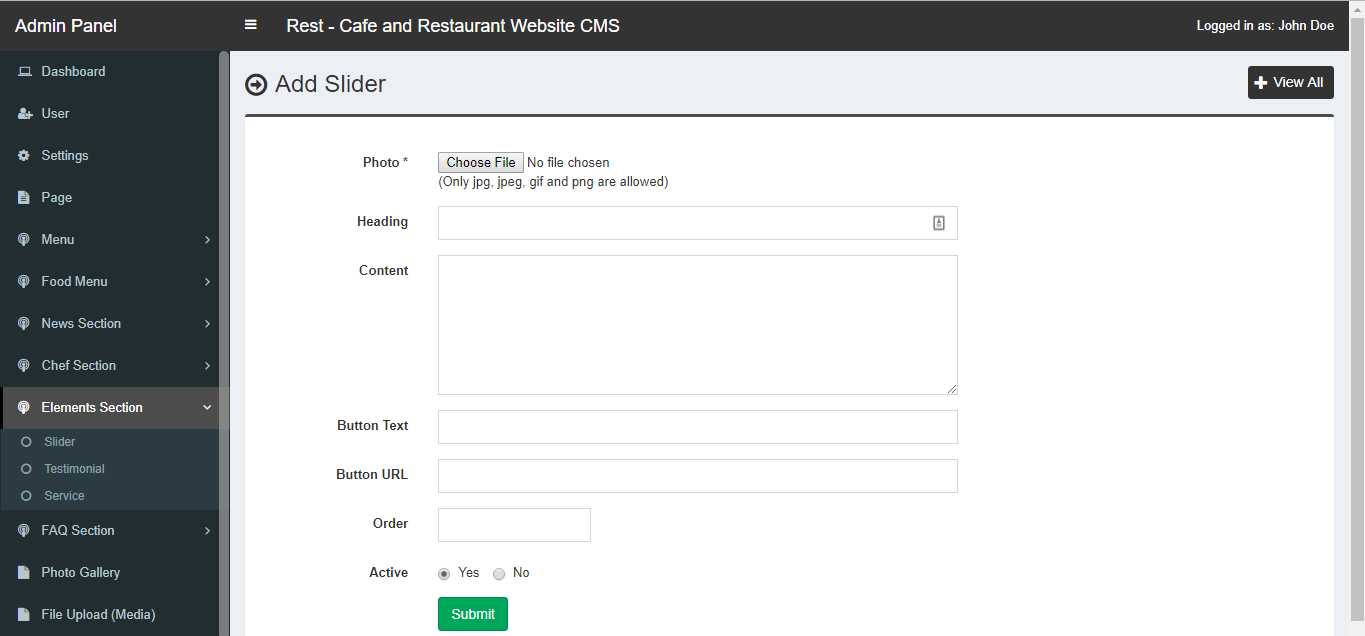 Admin Panel
Rest - Cafe and Restaurant Website CMS
Logged in as: John Doe
Dashboard
User
Settings
Page
Menu
Food Menu
News Section
Chef Section
Elements Section
Slider
Testimonial
Service
FAQ Section
Photo Gallery
File Upload (Media)
Add Slider
View All
Photo *
Choose File No file chosen
(Only jpg, jpeg, gif and png are allowed)
Heading
Content
Button Text
Button URL
Order
Active
Yes No
Submit